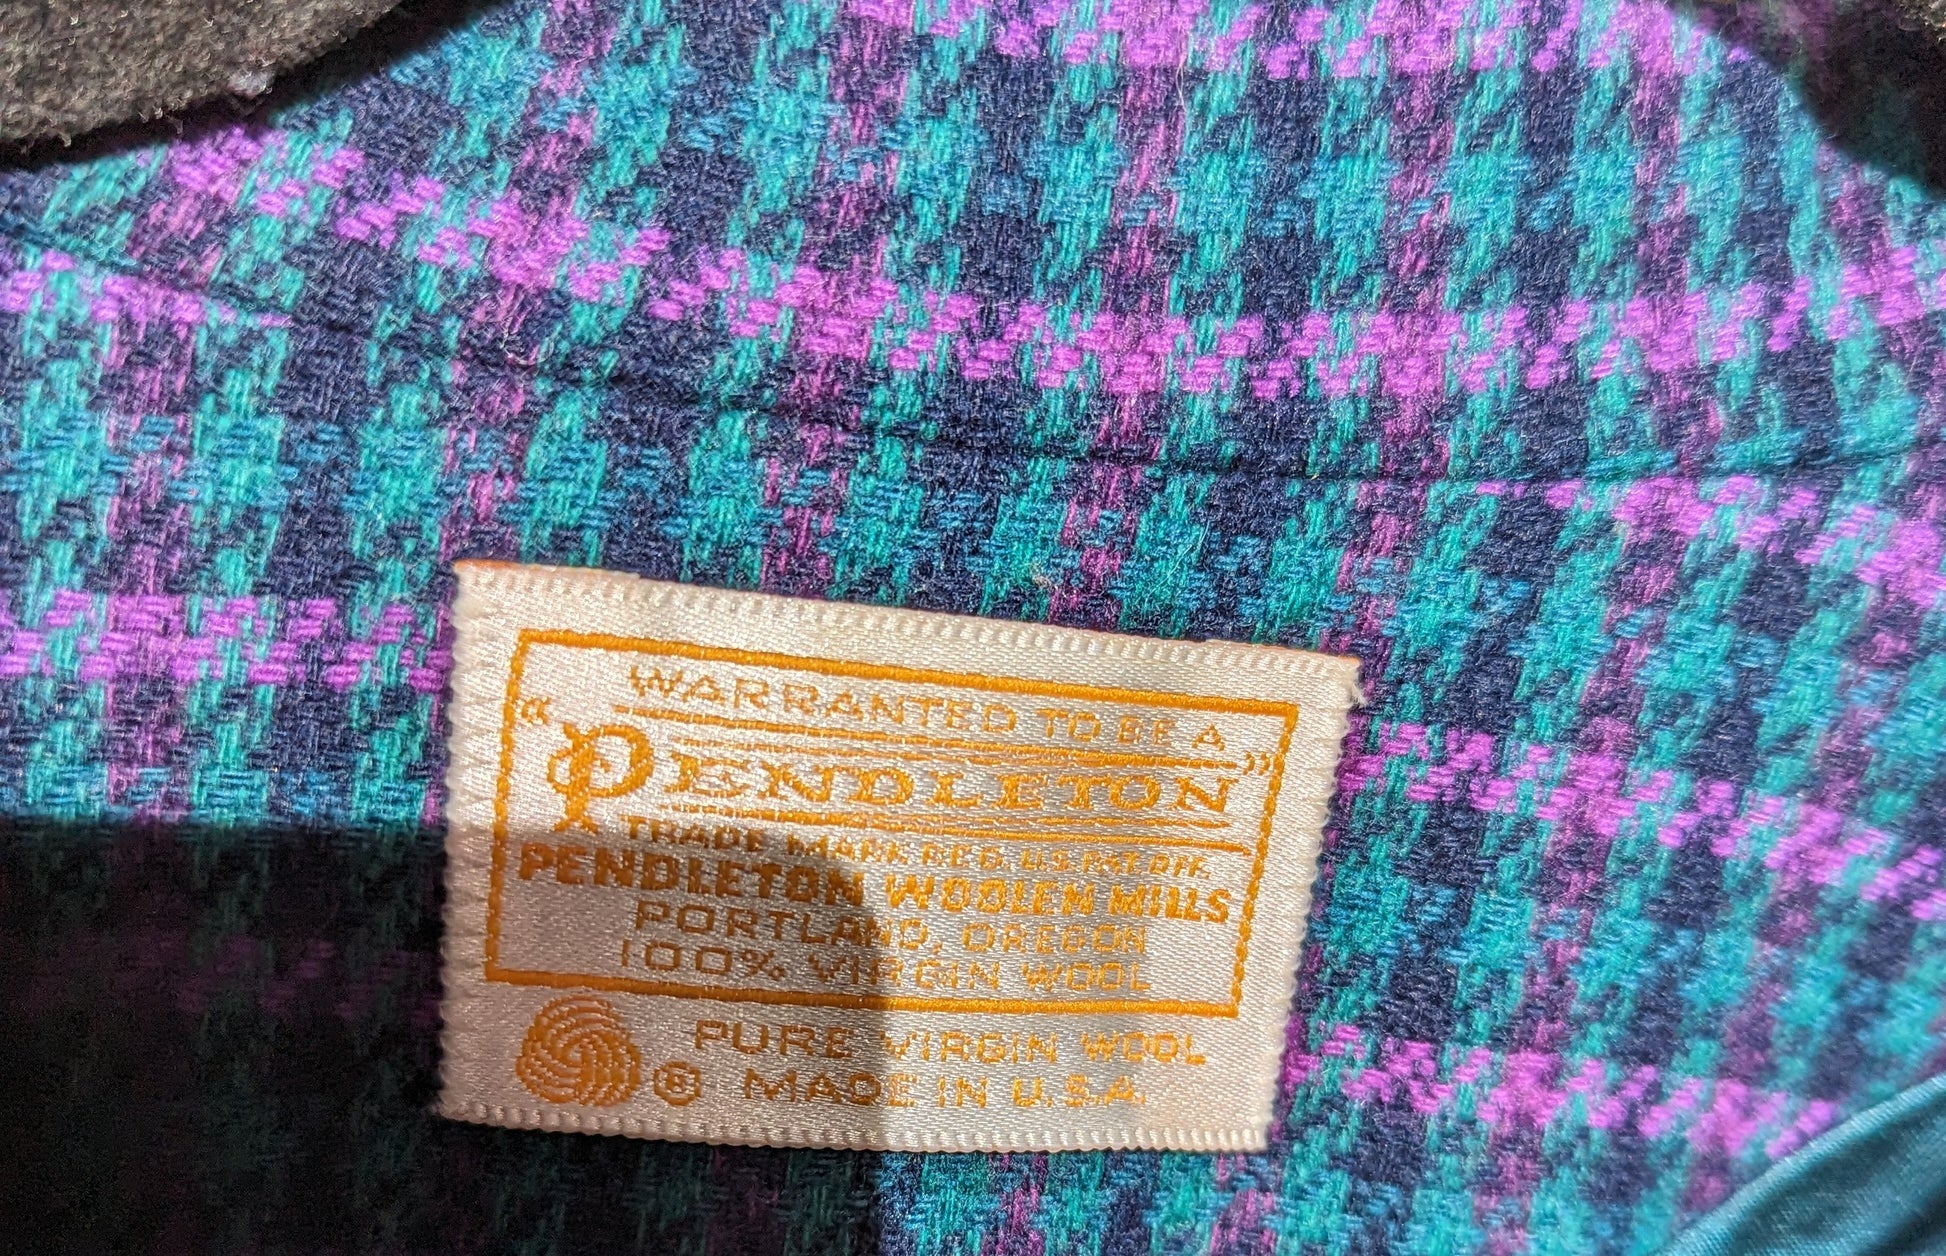 WARRANTED TO BE A
"PENDLETON"
TRADE MARK REG. U.S. PAT. OFF.
PENDLETON WOOLEN MILLS
PORTLAND, OREGON
100% VIRGIN WOOL
PURE VIRGIN WOOL
® MADE IN U.S.A.